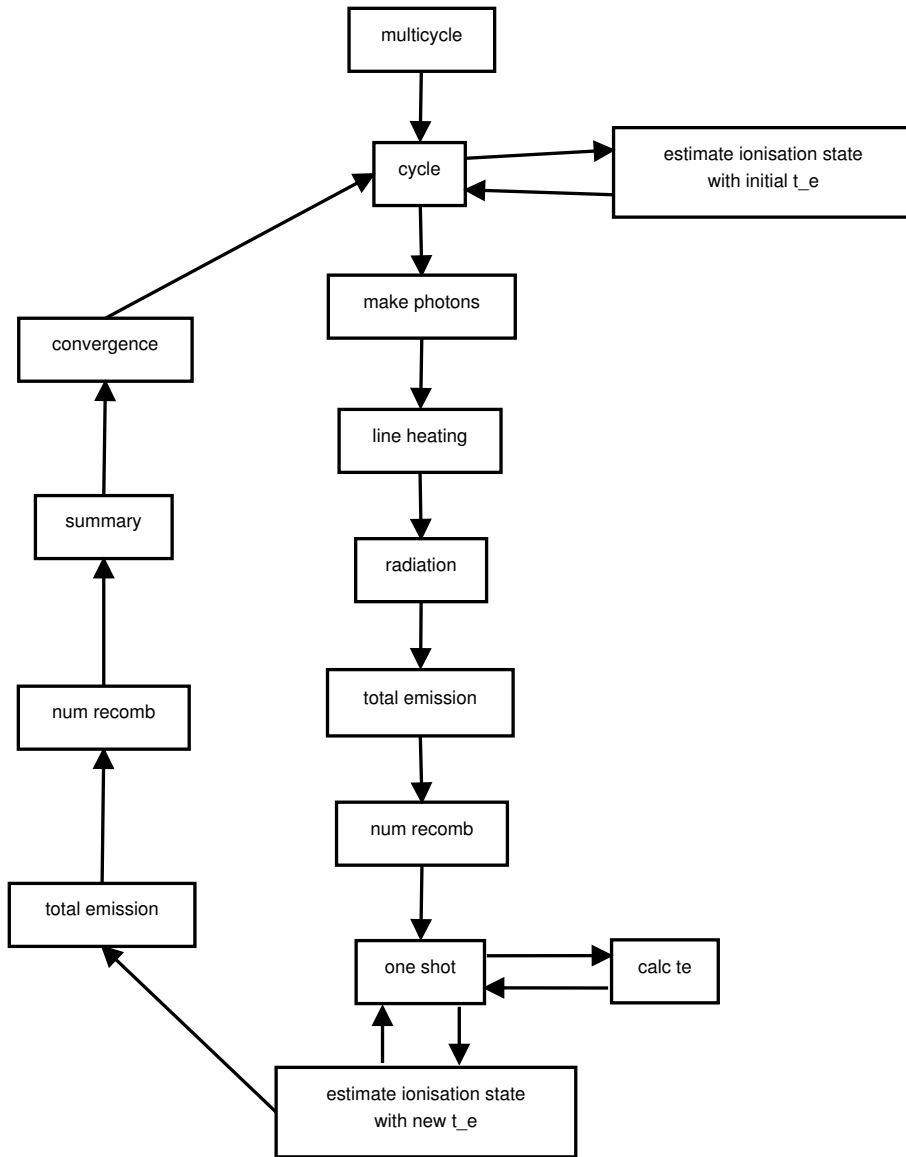 multicycle
cycle
estimate ionisation state
with initial t_e
make photons
convergence
line heating
summary
radiation
total emission
num recomb
num recomb
total emission
one shot
calc te
estimate ionisation state
with new t_e